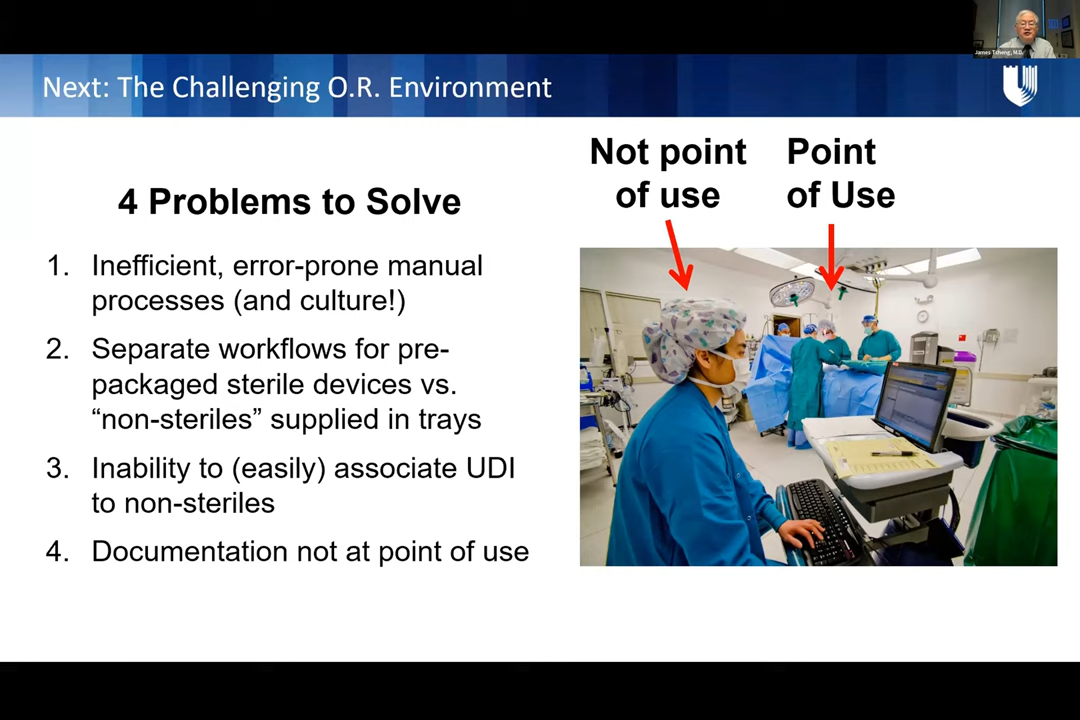 James Tcheng, M.D.
Next: The Challenging O.R. Environment
Not point
of use
Point
of Use
4 Problems to Solve
1. Inefficient, error-prone manual
processes (and culture!)
2. Separate workflows for pre-
packaged sterile devices vs.
“non-steriles” supplied in trays
3. Inability to (easily) associate UDI
to non-steriles
4. Documentation not at point of use